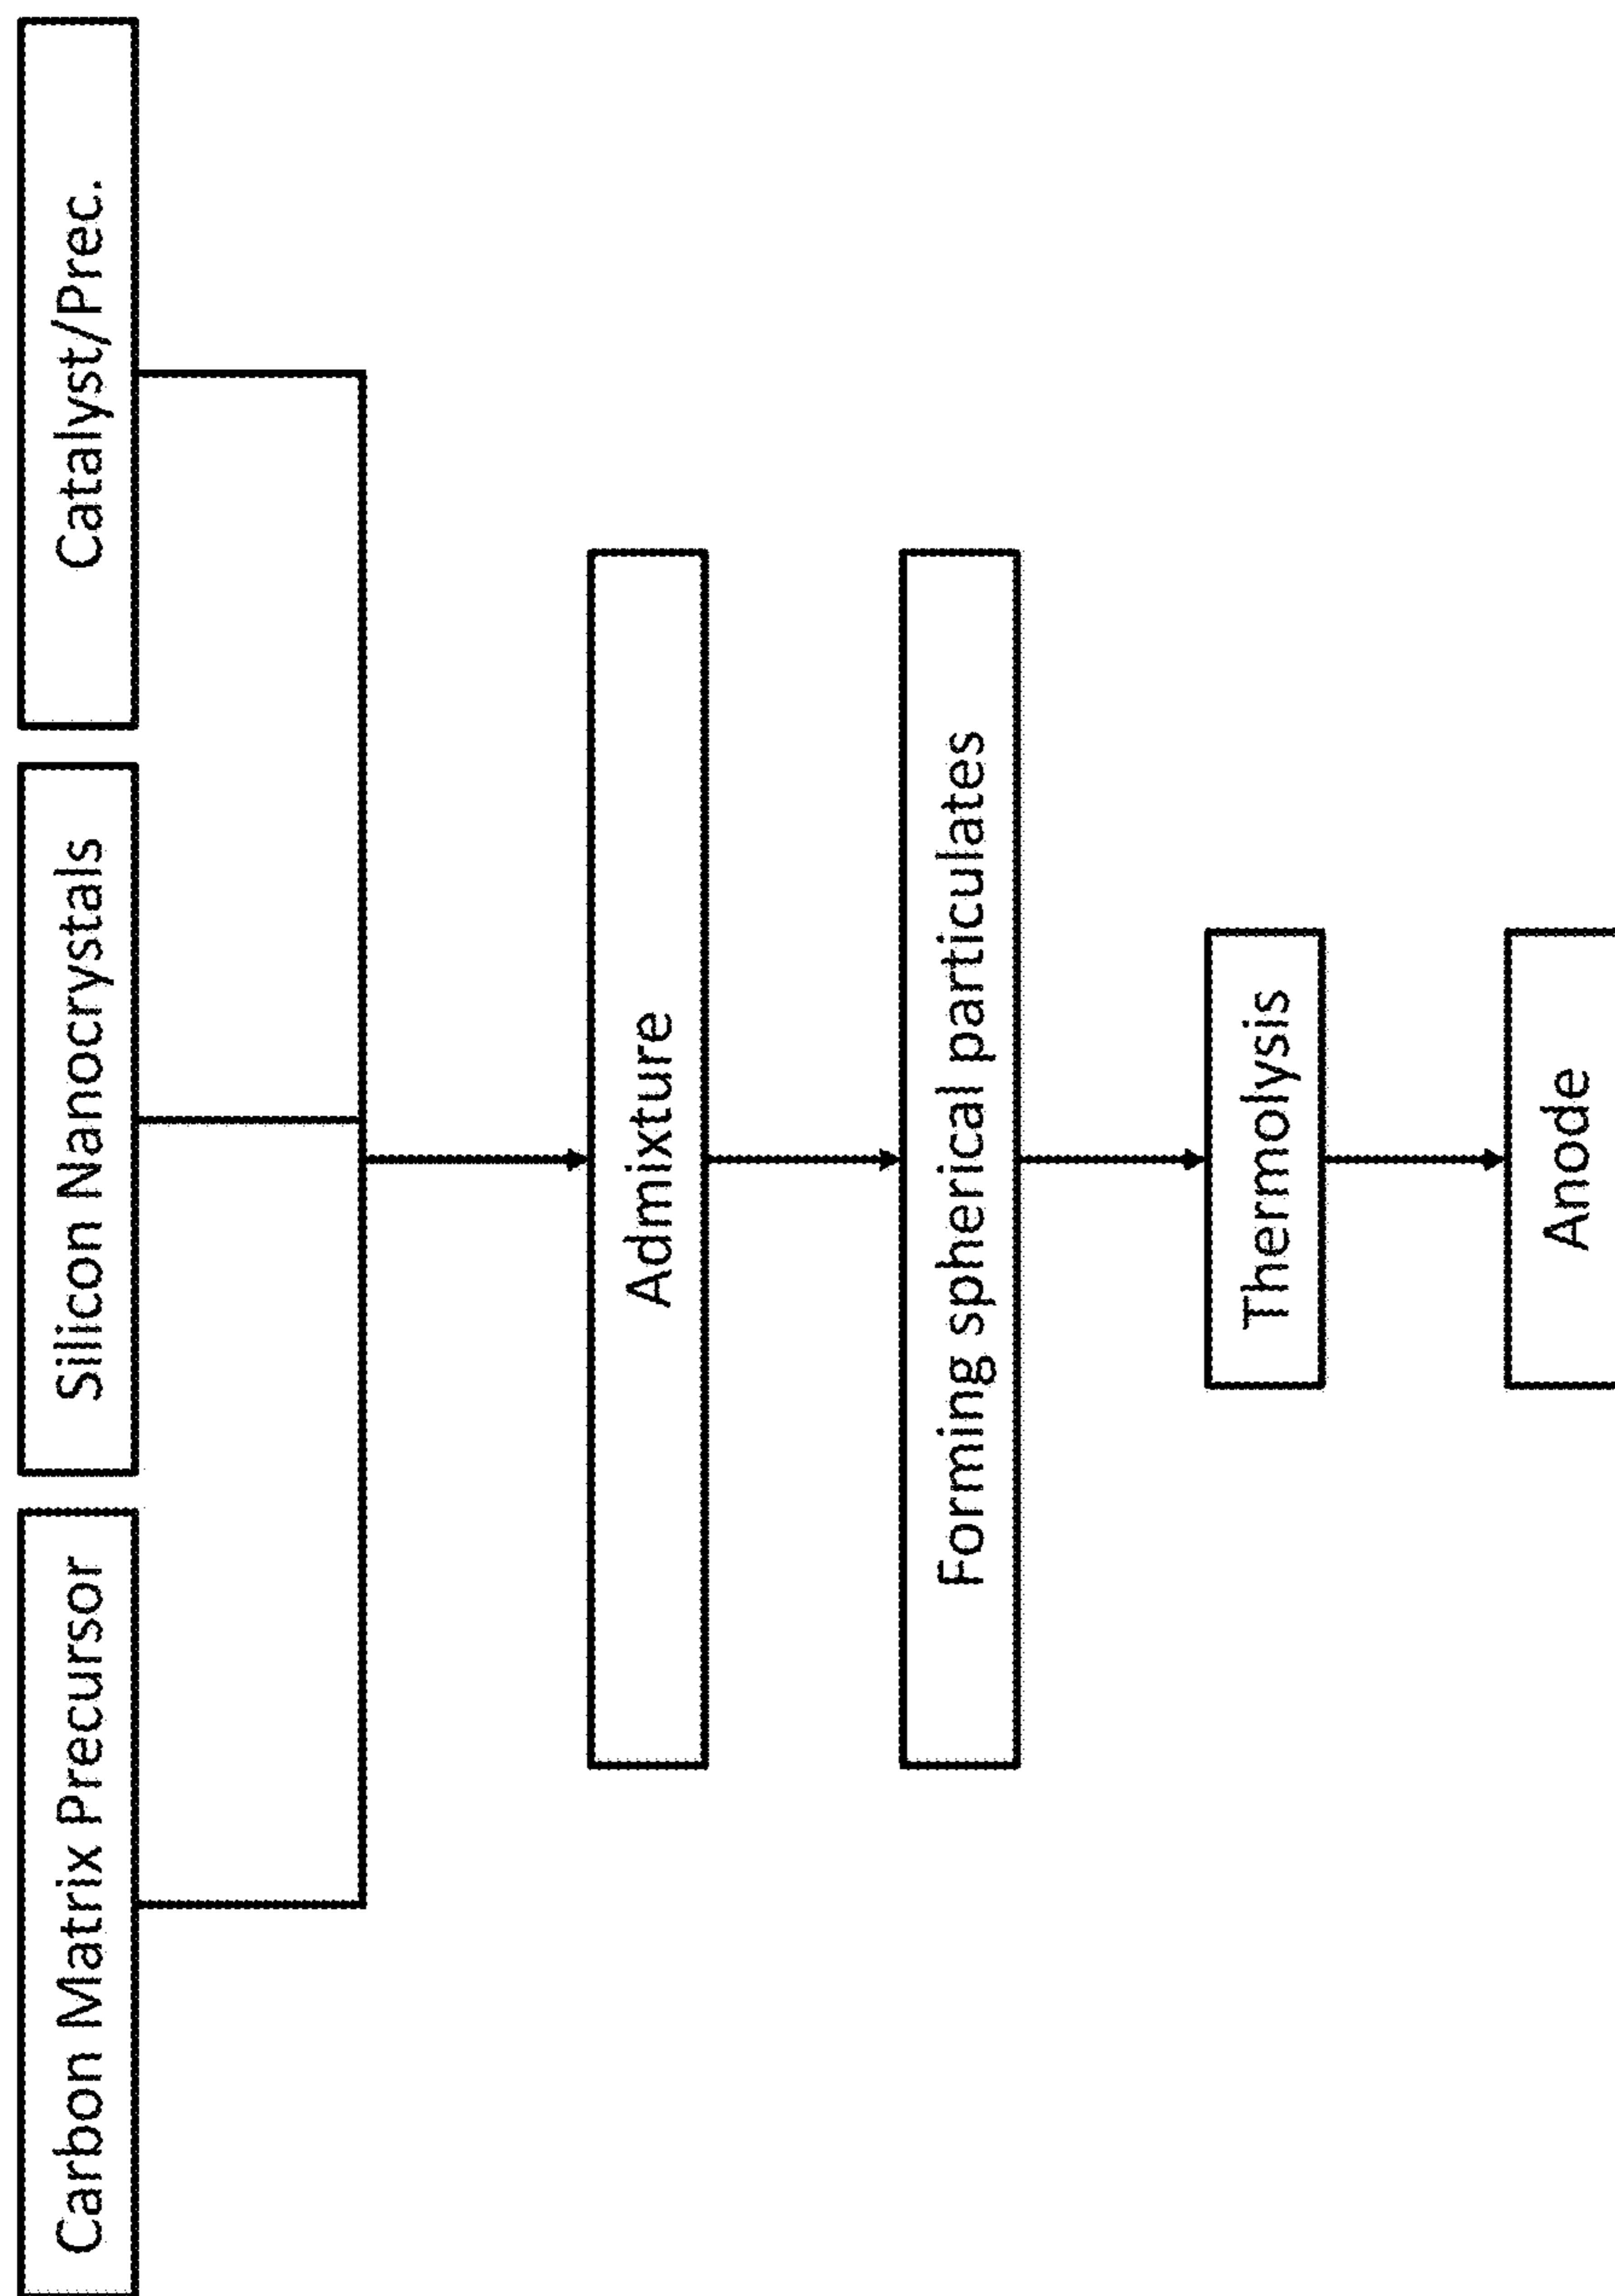 Carbon Matrix Precursor
Silicon Nanocrystals
Catalyst/Prec.
Admixture
Forming spherical particulates
Thermolysis
Anode